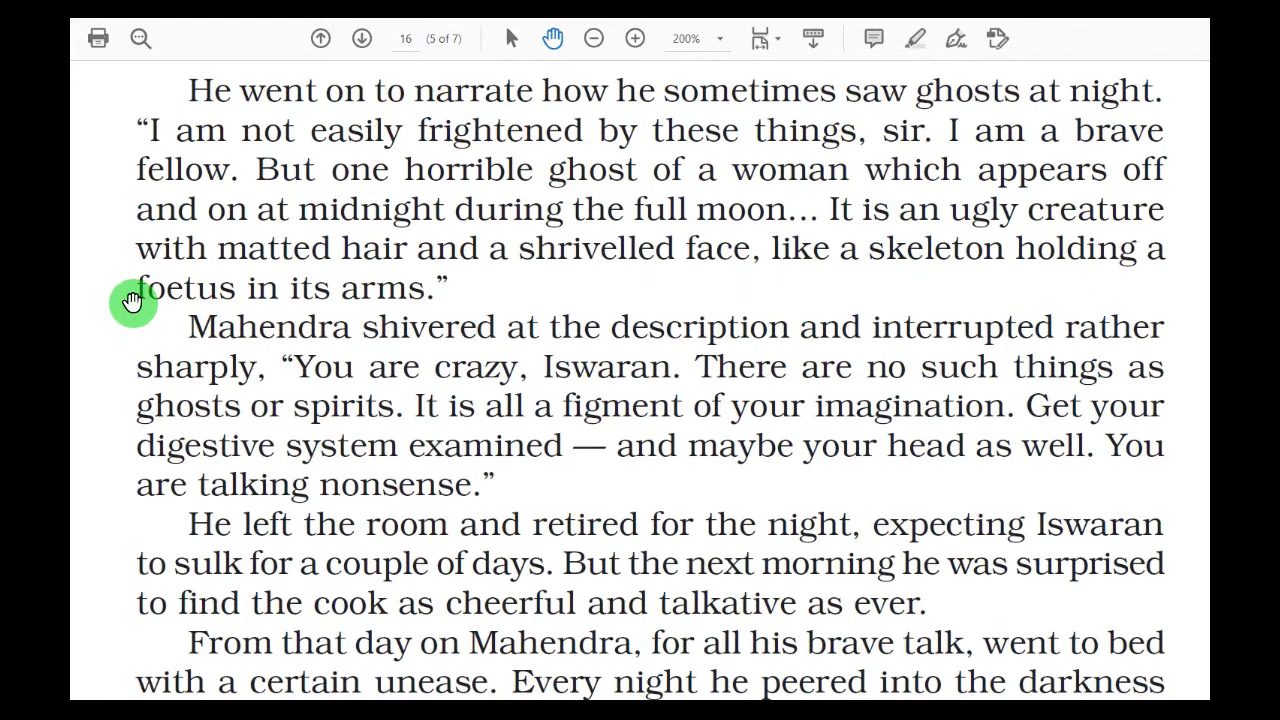 16 (5 of 7) 200%
He went on to narrate how he sometimes saw ghosts at night.
“I am not easily frightened by these things, sir. I am a brave
fellow. But one horrible ghost of a woman which appears off
and on at midnight during the full moon... It is an ugly creature
with matted hair and a shrivelled face, like a skeleton holding a
foetus in its arms.”
Mahendra shivered at the description and interrupted rather
sharply, “You are crazy, Iswaran. There are no such things as
ghosts or spirits. It is all a figment of your imagination. Get your
digestive system examined — and maybe your head as well. You
are talking nonsense.”
He left the room and retired for the night, expecting Iswaran
to sulk for a couple of days. But the next morning he was surprised
to find the cook as cheerful and talkative as ever.
From that day on Mahendra, for all his brave talk, went to bed
with a certain unease. Every night he peered into the darkness